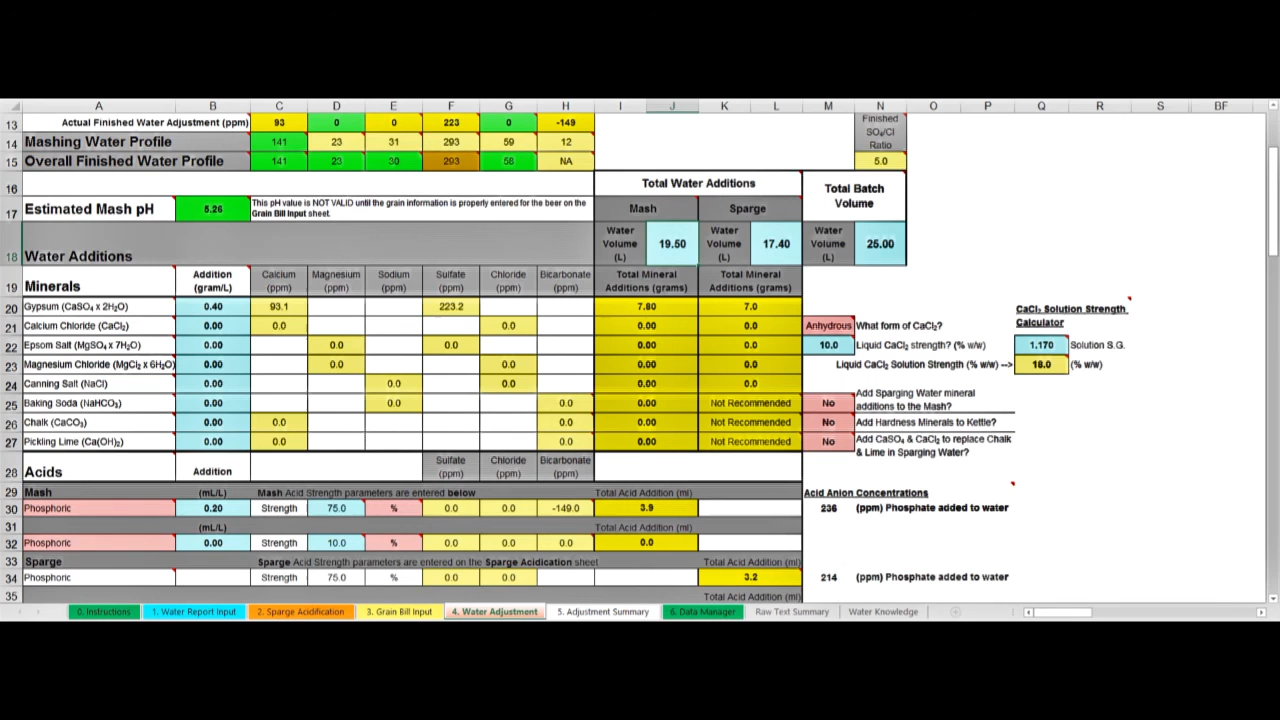 A B C D E F G H I J K L M N O P Q R S BF
13 Actual Finished Water Adjustment (ppm) 93 0 0 223 0 -149 Finished
SO₄/Cl
14 Mashing Water Profile 141 23 31 293 59 12 Ratio
15 Overall Finished Water Profile 141 23 30 293 58 NA 5.0
16 Total Water Additions Total Batch
Volume
17 Estimated Mash pH 5.26 This pH value is NOT VALID until the grain information is properly entered for the beer on the Mash Sparge
Grain Bill Input sheet.
18 Water Additions Water Volume (L) 19.50 Water Volume (L) 17.40 Water Volume (L) 25.00
19 Minerals Addition (gram/L) Calcium (ppm) Magnesium (ppm) Sodium (ppm) Sulfate (ppm) Chloride (ppm) Bicarbonate (ppm) Total Mineral Additions (grams) Total Mineral Additions (grams)
20 Gypsum (CaSO₄ x 2H₂O) 0.40 93.1 223.2 7.80 7.0 CaCl₂ Solution Strength
Calculator
21 Calcium Chloride (CaCl₂) 0.00 0.0 0.0 0.00 0.0 Anhydrous What form of CaCl₂?
22 Epsom Salt (MgSO₄ x 7H₂O) 0.00 0.0 0.0 0.00 0.0 10.0 Liquid CaCl₂ strength? (% w/w) 1.170 Solution S.G.
23 Magnesium Chloride (MgCl₂ x 6H₂O) 0.00 0.0 0.0 0.00 0.0 Liquid CaCl₂ Solution Strength (% w/w) --> 18.0 (% w/w)
24 Canning Salt (NaCl) 0.00 0.0 0.0 0.00 0.0
25 Baking Soda (NaHCO₃) 0.00 0.0 0.0 0.00 Not Recommended No Add Sparging Water mineral
additions to the Mash?
26 Chalk (CaCO₃) 0.00 0.0 0.0 0.00 Not Recommended No Add Hardness Minerals to Kettle?
27 Pickling Lime (Ca(OH)₂) 0.00 0.0 0.0 0.00 Not Recommended No Add CaSO₄ & CaCl₂ to replace Chalk
& Lime in Sparging Water?
28 Acids Addition Sulfate (ppm) Chloride (ppm) Bicarbonate (ppm)
29 Mash (mL/L) Mash Acid Strength parameters are entered below Total Acid Addition (ml) Acid Anion Concentrations
30 Phosphoric 0.20 Strength 75.0 % 0.0 0.0 -149.0 3.9 236 (ppm) Phosphate added to water
31 (mL/L) Total Acid Addition (ml)
32 Phosphoric 0.00 Strength 10.0 % 0.0 0.0 0.0 0.0
33 Sparge Sparge Acid Strength parameters are entered on the Sparge Acidication sheet Total Acid Addition (ml)
34 Phosphoric Strength 75.0 % 0.0 0.0 3.2 214 (ppm) Phosphate added to water
35 Total Acid Addition (ml)
0. Instructions 1. Water Report Input 2. Sparge Acidification 3. Grain Bill Input 4. Water Adjustment 5. Adjustment Summary 6. Data Manager Raw Text Summary Water Knowledge